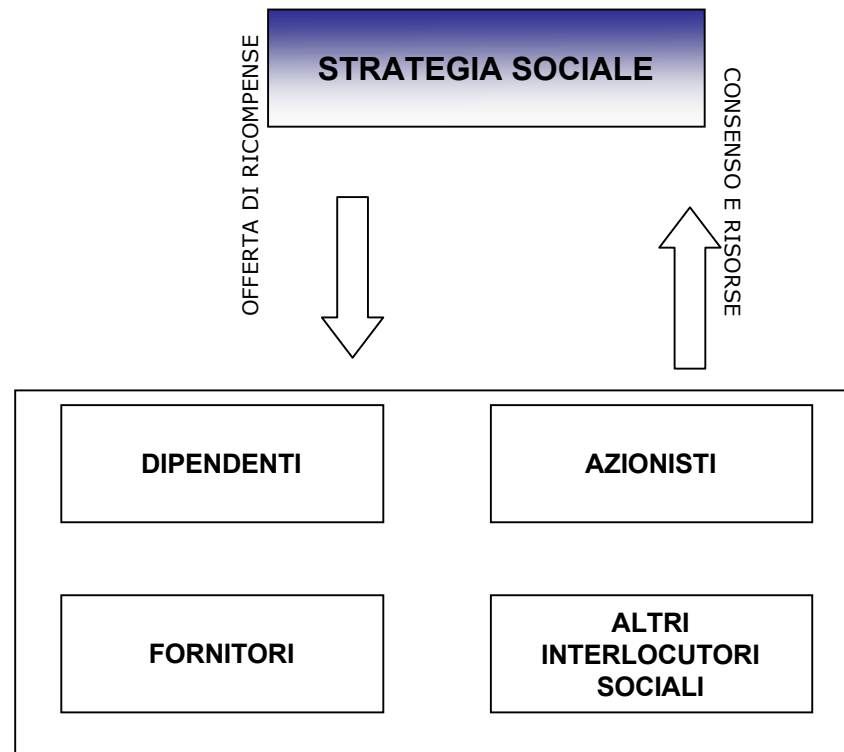 STRATEGIA SOCIALE
OFFERTA DI RICOMPENSE
CONSENSO E RISORSE
DIPENDENTI
AZIONISTI
FORNITORI
ALTRI
INTERLOCUTORI
SOCIALI